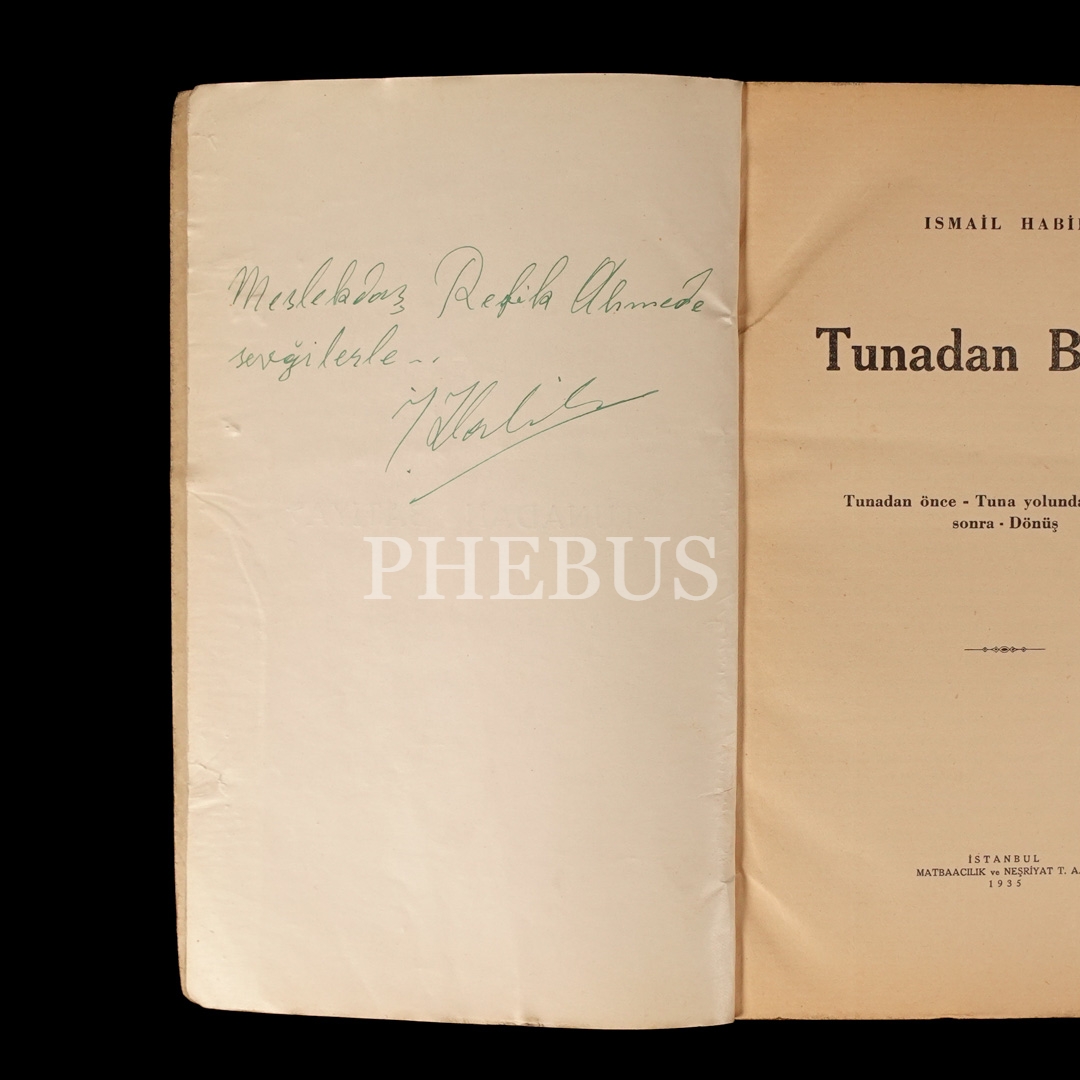 Meslekdaş Refik Ahmede
sevgilerle..
İ. Habib
PHEBUS
ISMAİL HABİ
Tunadan B
Tunadan önce - Tuna yolunda
sonra - Dönüş
İSTANBUL
MATBAACILIK ve NEŞRİYAT T. A.
1935